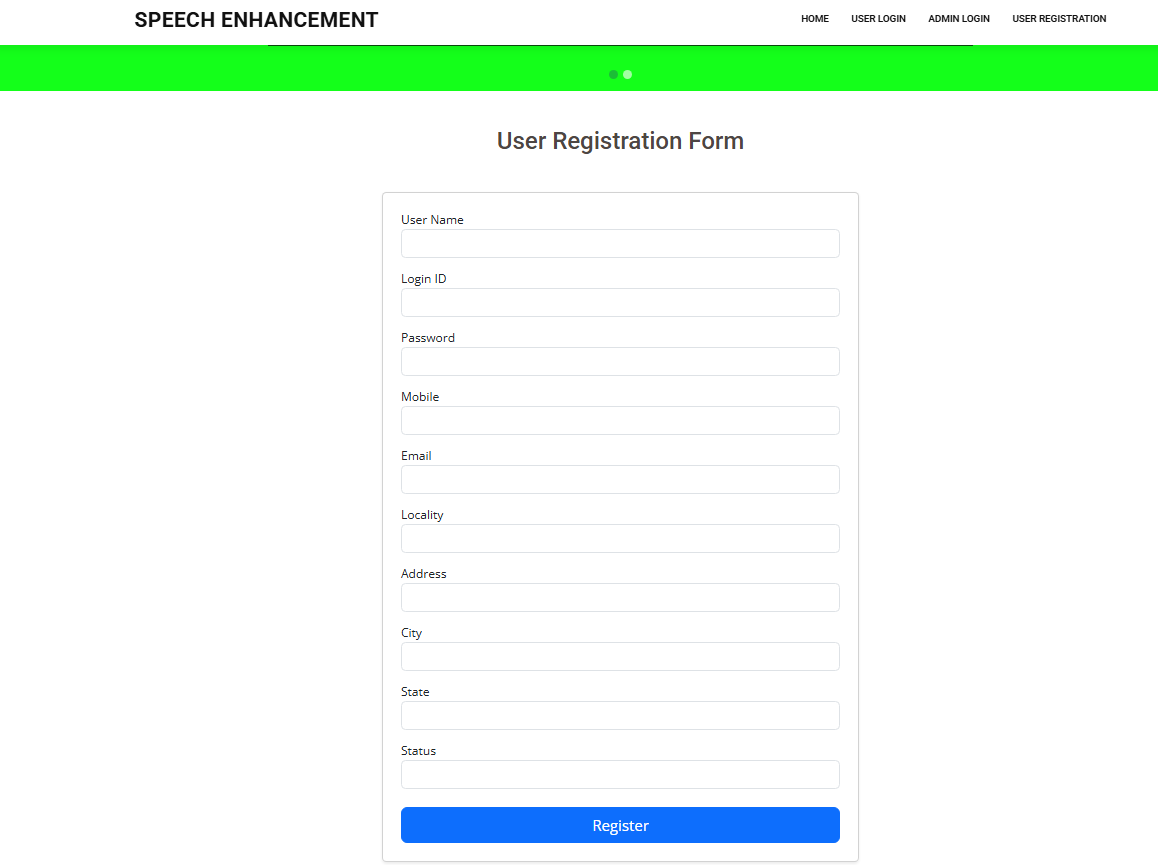 SPEECH ENHANCEMENT
HOME USER LOGIN ADMIN LOGIN USER REGISTRATION
User Registration Form
User Name
Login ID
Password
Mobile
Email
Locality
Address
City
State
Status
Register